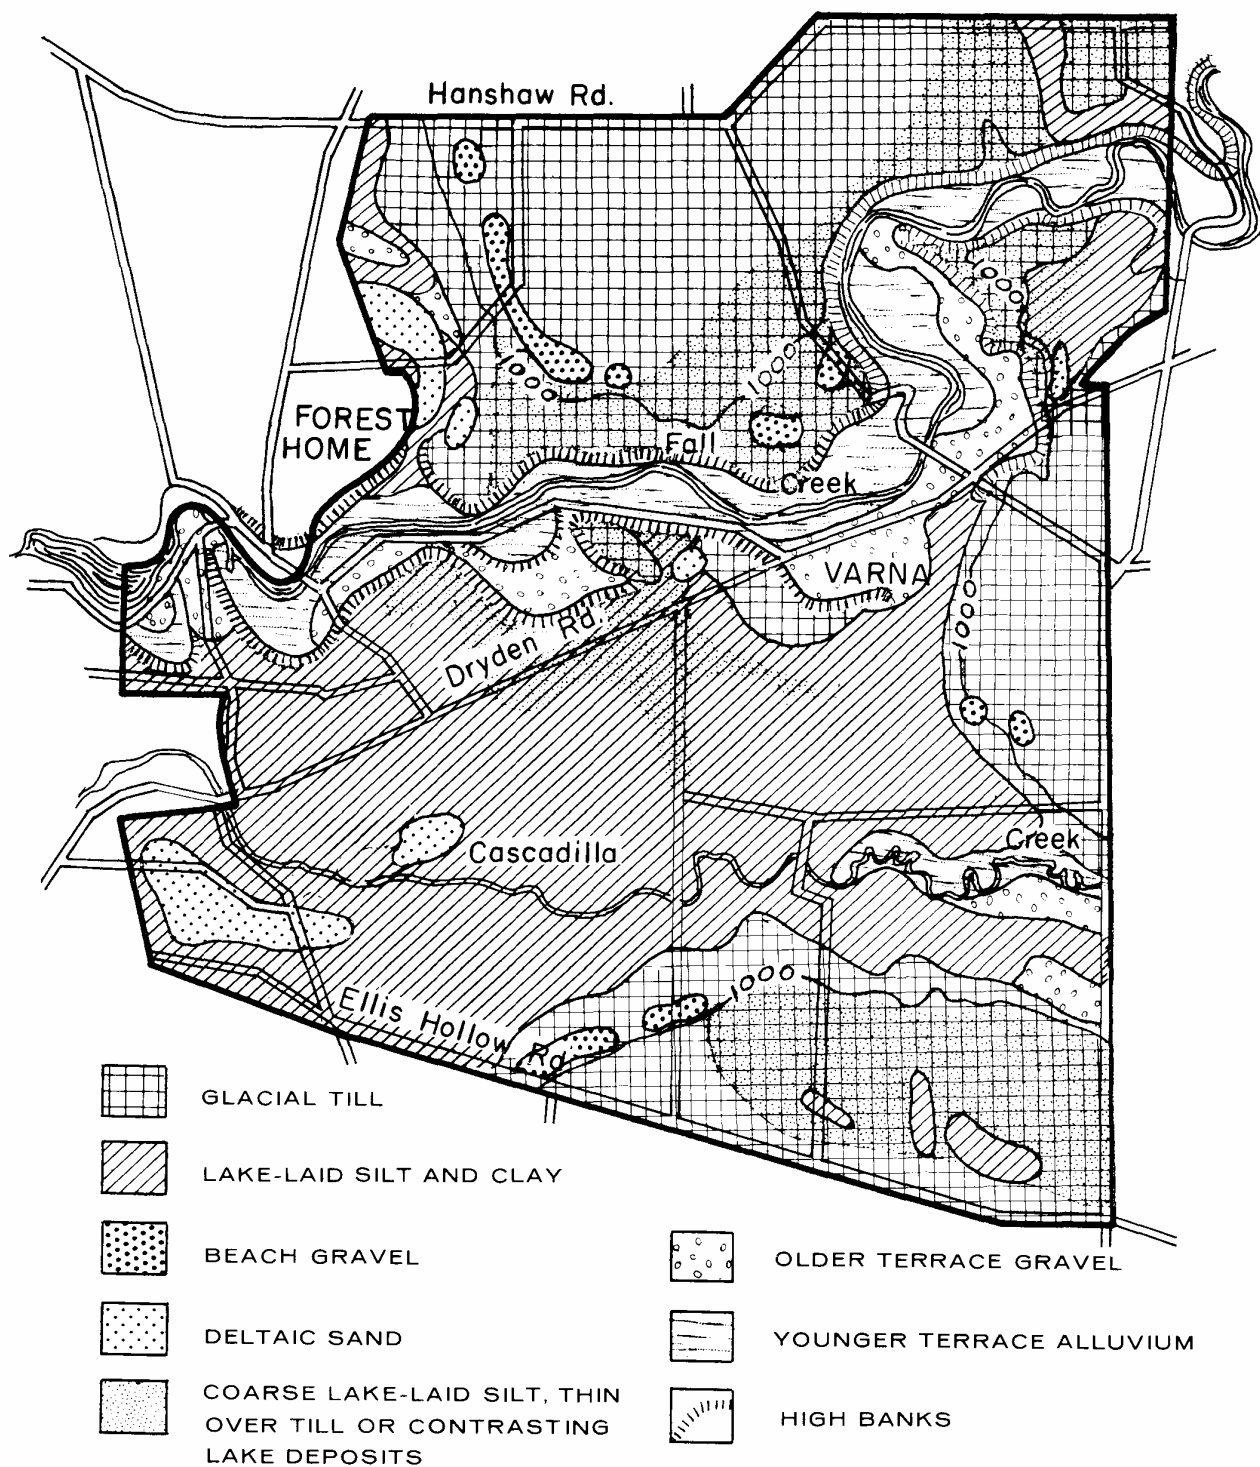 Hanshaw Rd.
1000
1000
1000
FOREST
HOME
Fall
Creek
VARNA
1000
Dryden Rd.
Creek
Cascadilla
1000
Ellis Hollow Rd
GLACIAL TILL
LAKE-LAID SILT AND CLAY
BEACH GRAVEL
DELTAIC SAND
COARSE LAKE-LAID SILT, THIN
OVER TILL OR CONTRASTING
LAKE DEPOSITS
OLDER TERRACE GRAVEL
YOUNGER TERRACE ALLUVIUM
HIGH BANKS